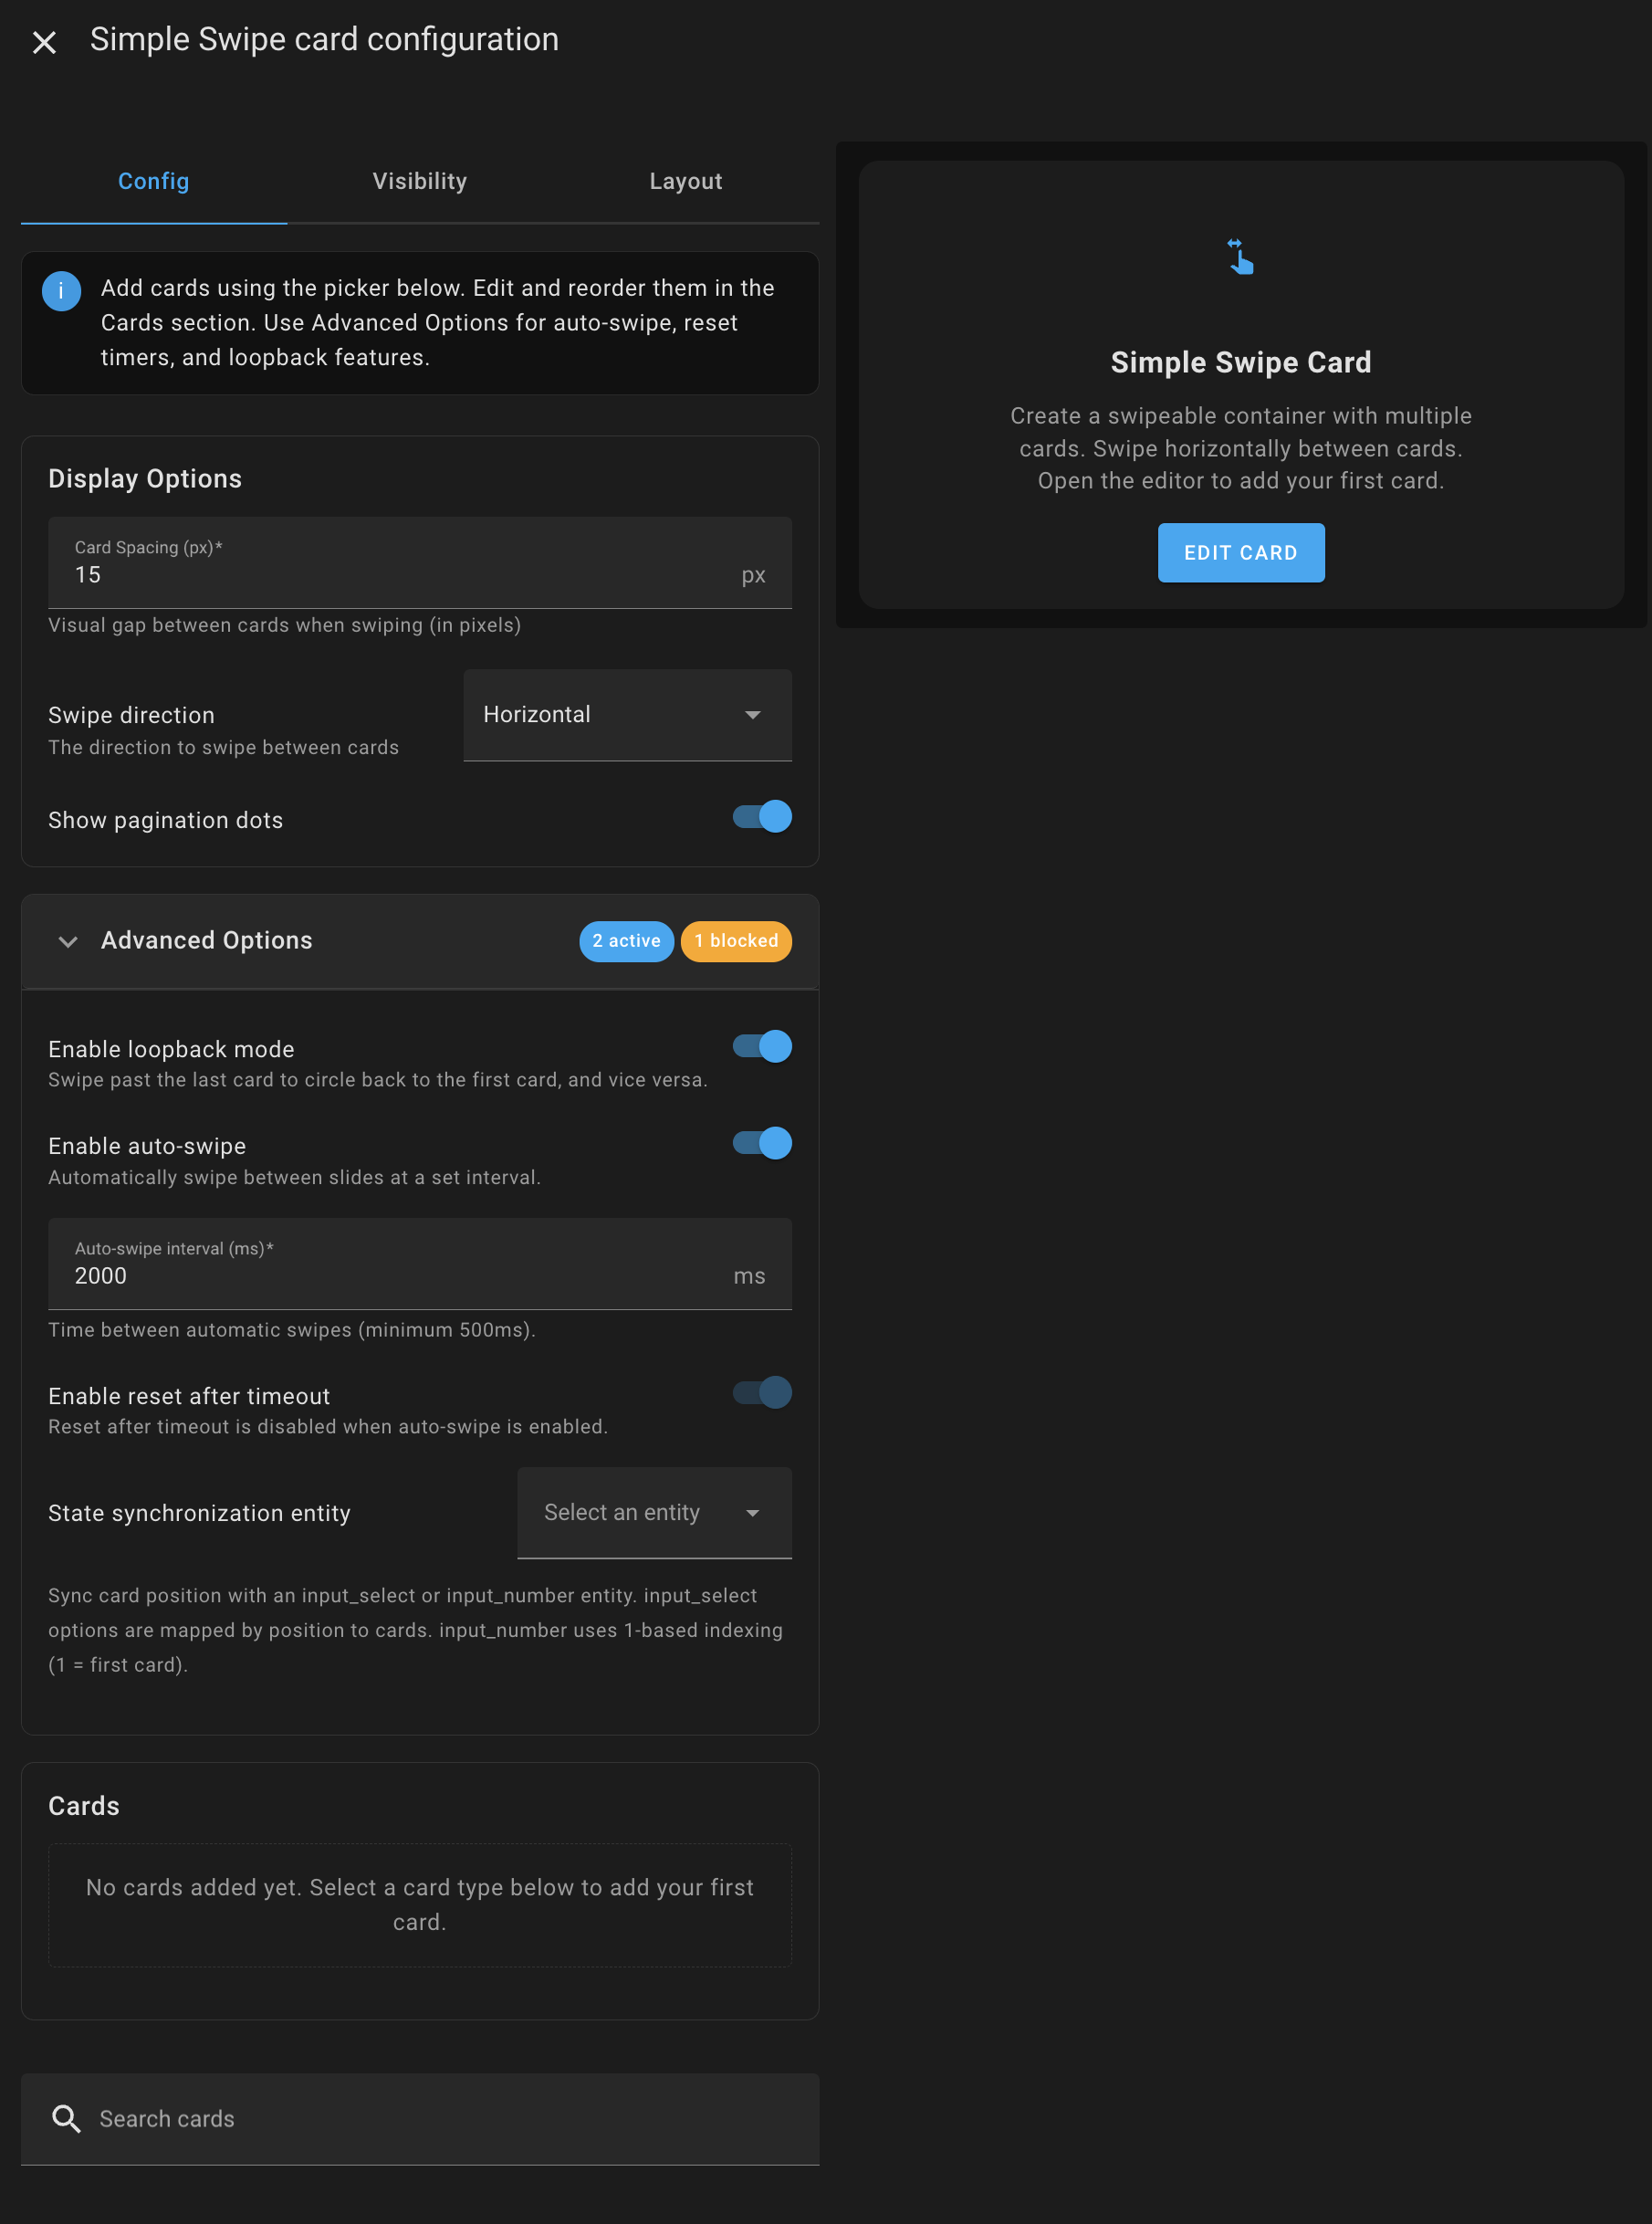 Simple Swipe card configuration
Config
Visibility
Layout
i
Add cards using the picker below. Edit and reorder them in the
Cards section. Use Advanced Options for auto-swipe, reset
timers, and loopback features.
Display Options
Card Spacing (px)*
15
px
Visual gap between cards when swiping (in pixels)
Swipe direction
The direction to swipe between cards
Horizontal
Show pagination dots
Advanced Options
2 active
1 blocked
Enable loopback mode
Swipe past the last card to circle back to the first card, and vice versa.
Enable auto-swipe
Automatically swipe between slides at a set interval.
Auto-swipe interval (ms)*
2000
ms
Time between automatic swipes (minimum 500ms).
Enable reset after timeout
Reset after timeout is disabled when auto-swipe is enabled.
State synchronization entity
Select an entity
Sync card position with an input_select or input_number entity. input_select
options are mapped by position to cards. input_number uses 1-based indexing
(1 = first card).
Cards
No cards added yet. Select a card type below to add your first
card.
Search cards
Simple Swipe Card
Create a swipeable container with multiple
cards. Swipe horizontally between cards.
Open the editor to add your first card.
EDIT CARD